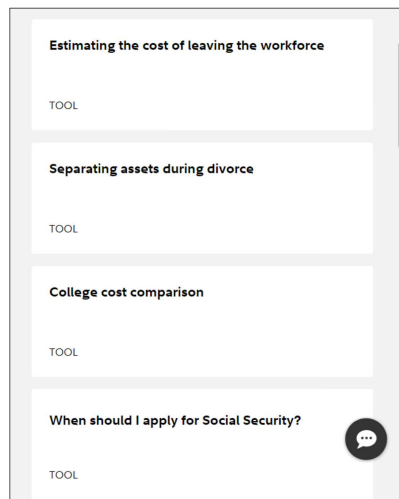 Estimating the cost of leaving the workforce
TOOL
Separating assets during divorce
TOOL
College cost comparison
TOOL
When should I apply for Social Security?
TOOL